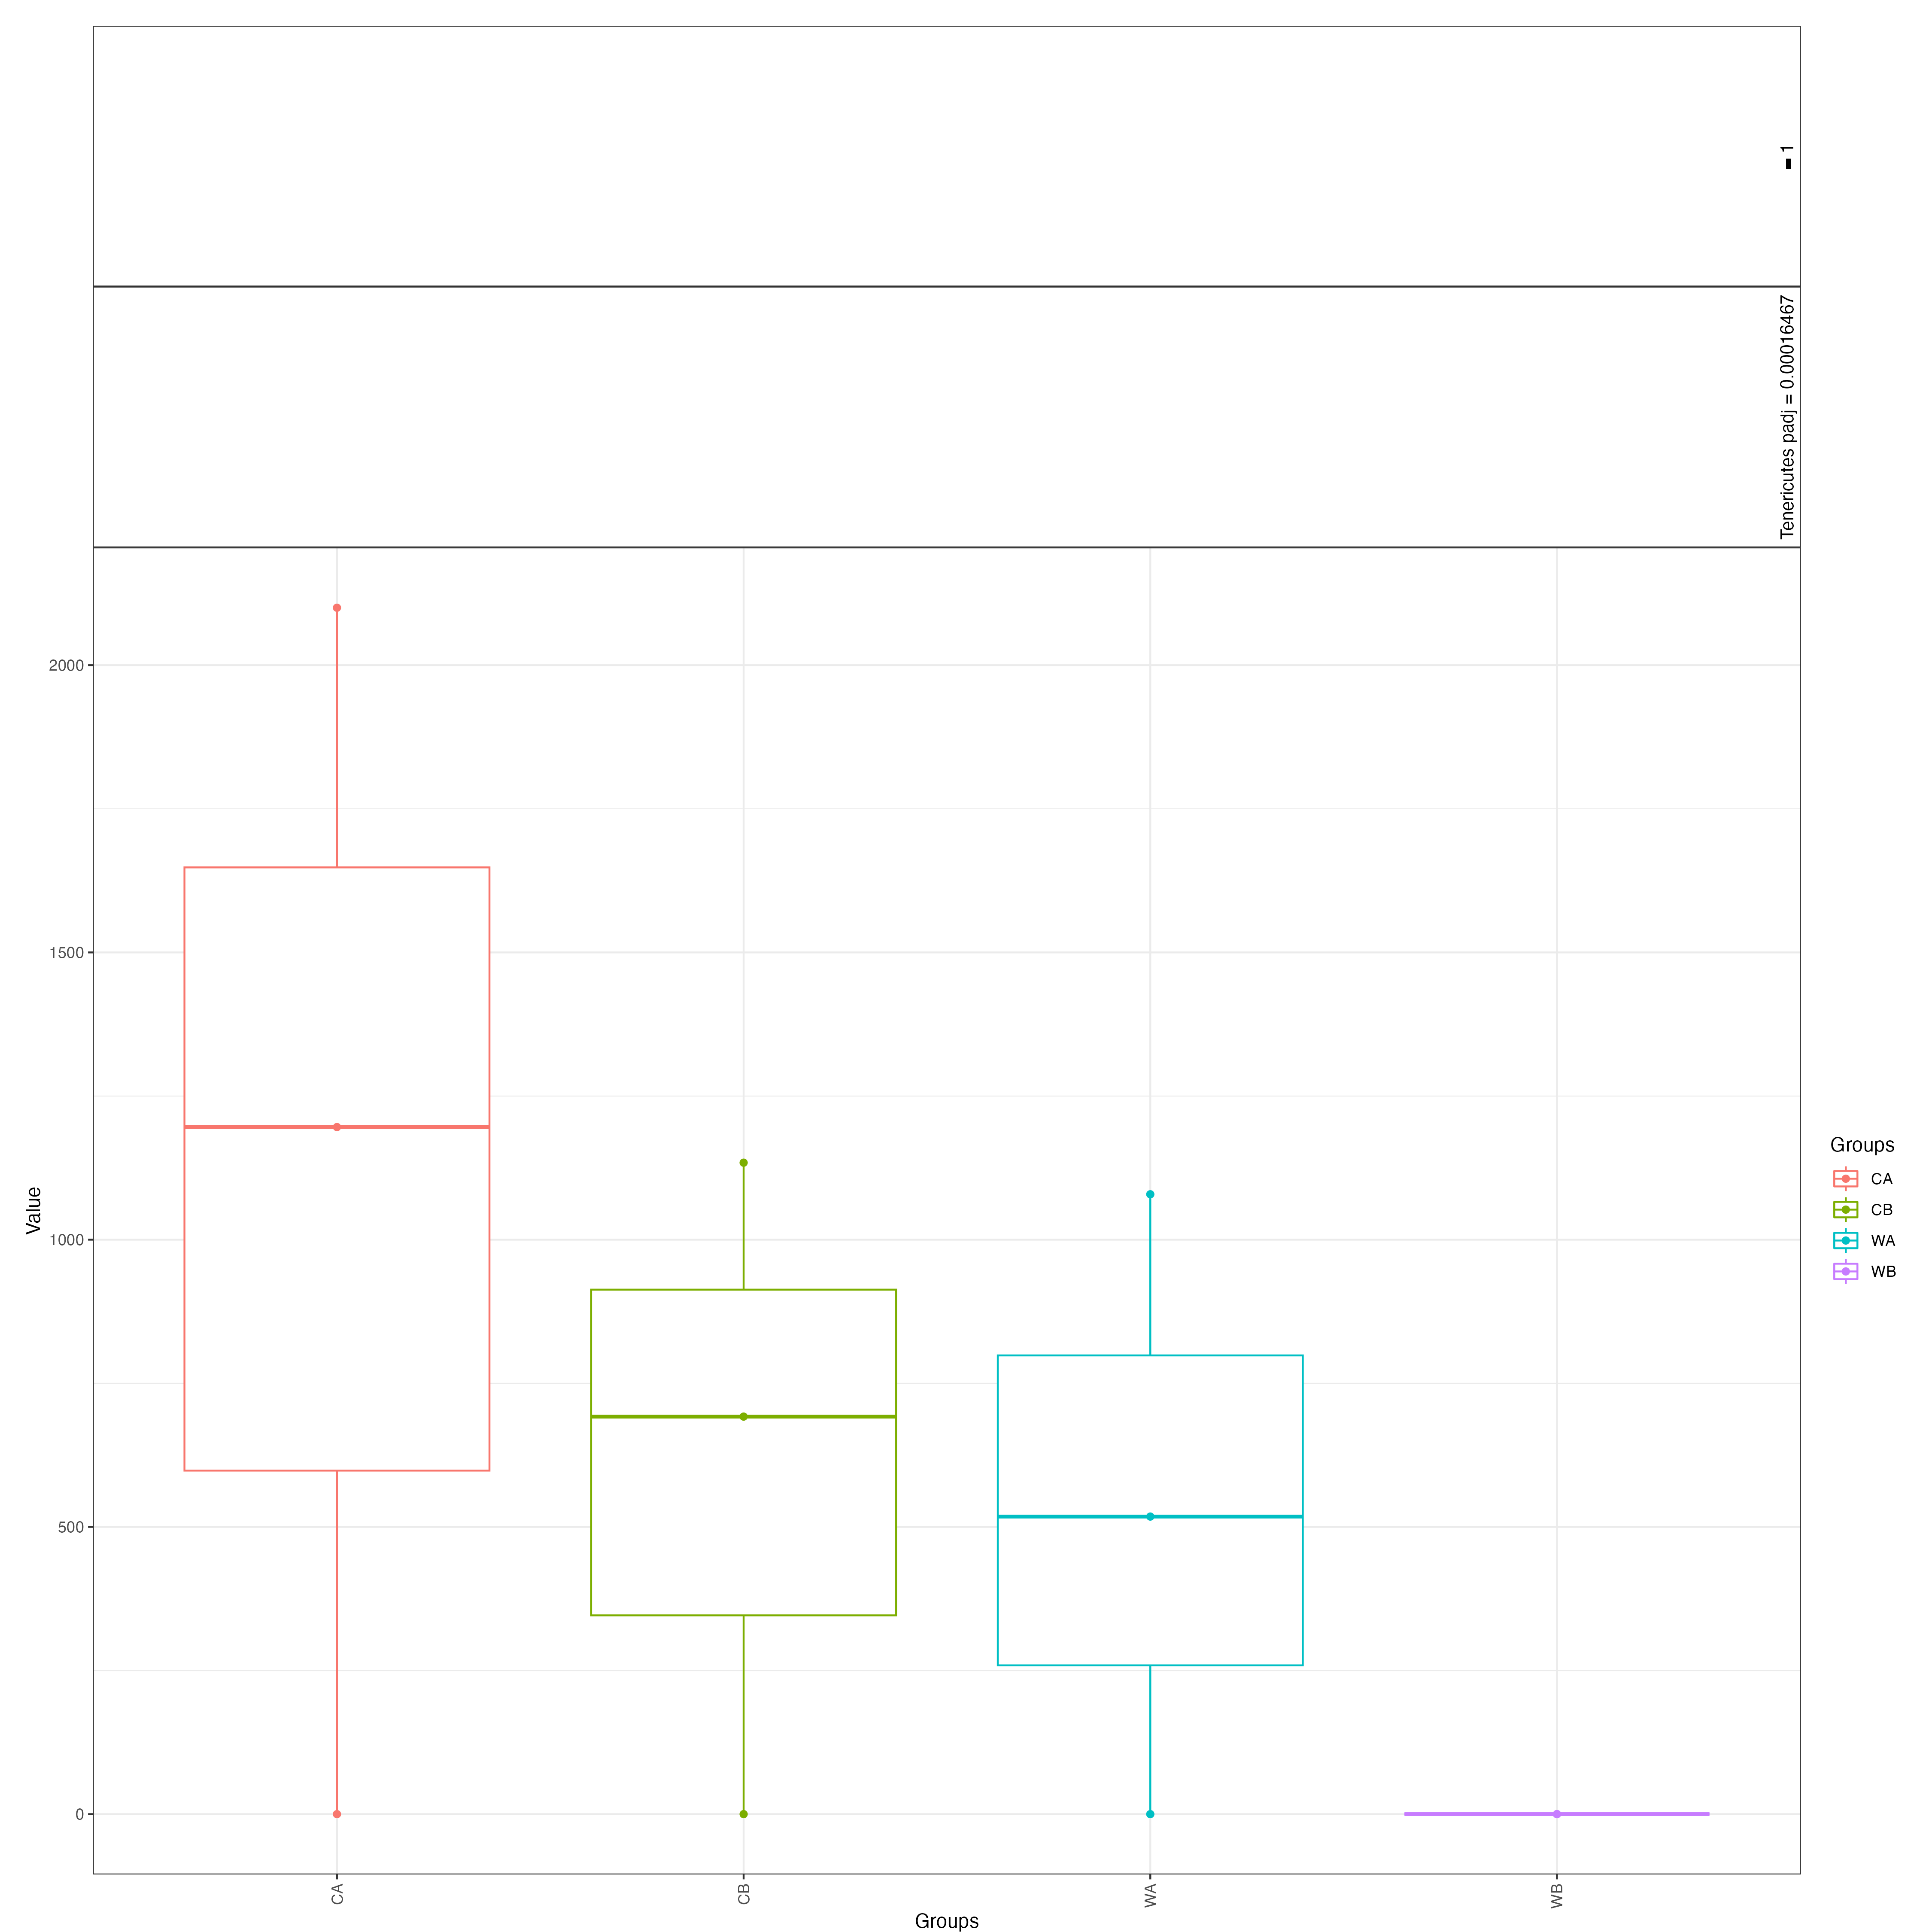 1
Tenericutes padj = 0.00016467
2000
1500
1000
500
0
Value
CA
CB
WA
WB
Groups
Groups
CA
CB
WA
WB